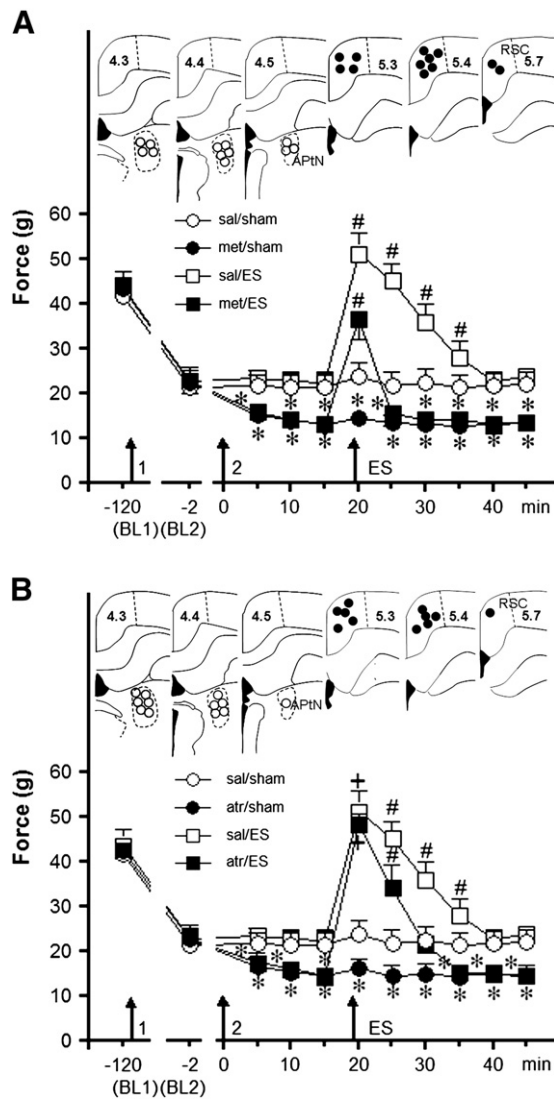 A
4.3 4.4 4.5 5.3 5.4 RSC 5.7
APtN
Force (g)
60
50
40
30
20
10
0
sal/sham
met/sham
sal/ES
met/ES
# # # # #
* * * * *
* * * * * * * * *
1 2 ES
-120 -2 0 10 20 30 40 min
(BL1) (BL2)
B
4.3 4.4 4.5 5.3 5.4 RSC 5.7
APtN
Force (g)
60
50
40
30
20
10
0
sal/sham
atr/sham
sal/ES
atr/ES
+ # # # #
+
* * * * * *
* * * * * * * * *
1 2 ES
-120 -2 0 10 20 30 40 min
(BL1) (BL2)